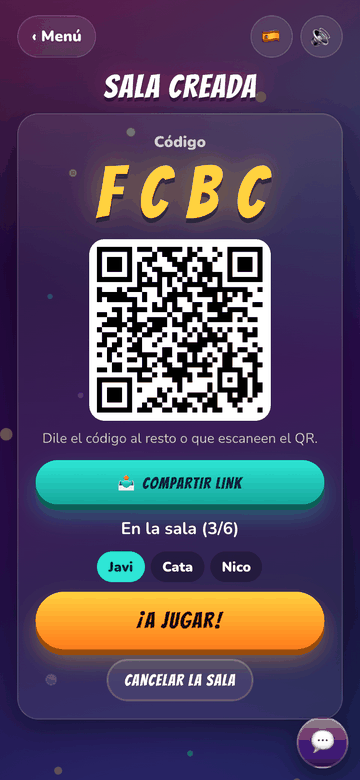 ‹ Menú
SALA CREADA
Código
FCBC
Dile el código al resto o que escaneen el QR.
COMPARTIR LINK
En la sala (3/6)
Javi Cata Nico
¡A JUGAR!
CANCELAR LA SALA